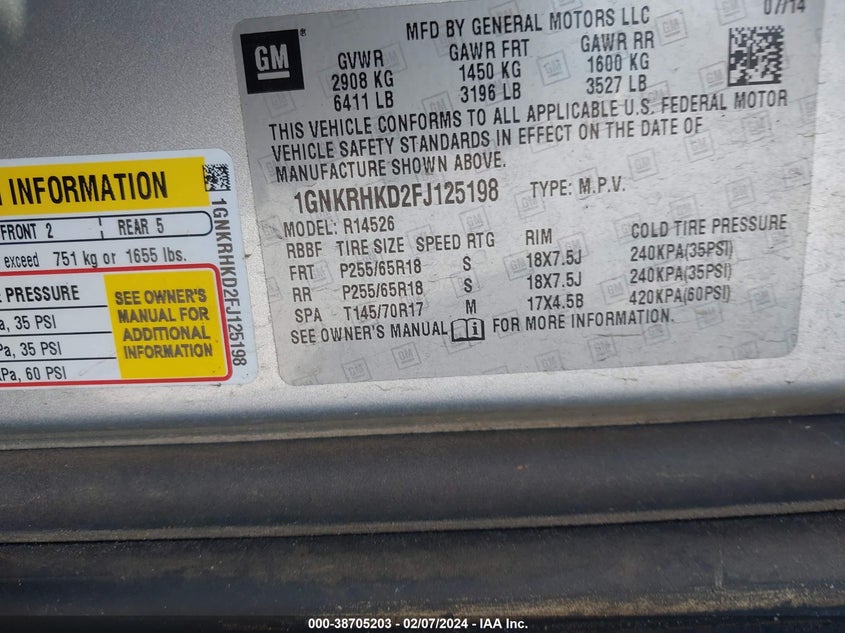 GM
MFD BY GENERAL MOTORS LLC
07/14
GVWR GAWR FRT GAWR RR
2908 KG 1450 KG 1600 KG
6411 LB 3196 LB 3527 LB
THIS VEHICLE CONFORMS TO ALL APPLICABLE U.S. FEDERAL MOTOR
VEHICLE SAFETY STANDARDS IN EFFECT ON THE DATE OF
MANUFACTURE SHOWN ABOVE.
1GNKRHKD2FJ125198 TYPE: M.P.V.
MODEL: R14526
RBBF TIRE SIZE SPEED RTG RIM COLD TIRE PRESSURE
FRT P255/65R18 S 18X7.5J 240KPA(35PSI)
RR P255/65R18 S 18X7.5J 240KPA(35PSI)
SPA T145/70R17 M 17X4.5B 420KPA(60PSI)
SEE OWNER'S MANUAL FOR MORE INFORMATION.
INFORMATION
FRONT 2 REAR 5
exceed 751 kg or 1655 lbs.
PRESSURE
35 PSI
35 PSI
60 PSI
SEE OWNER'S
MANUAL FOR
ADDITIONAL
INFORMATION
1GNKRHKD2FJ125198
000-38705203 - 02/07/2024 - IAA Inc.